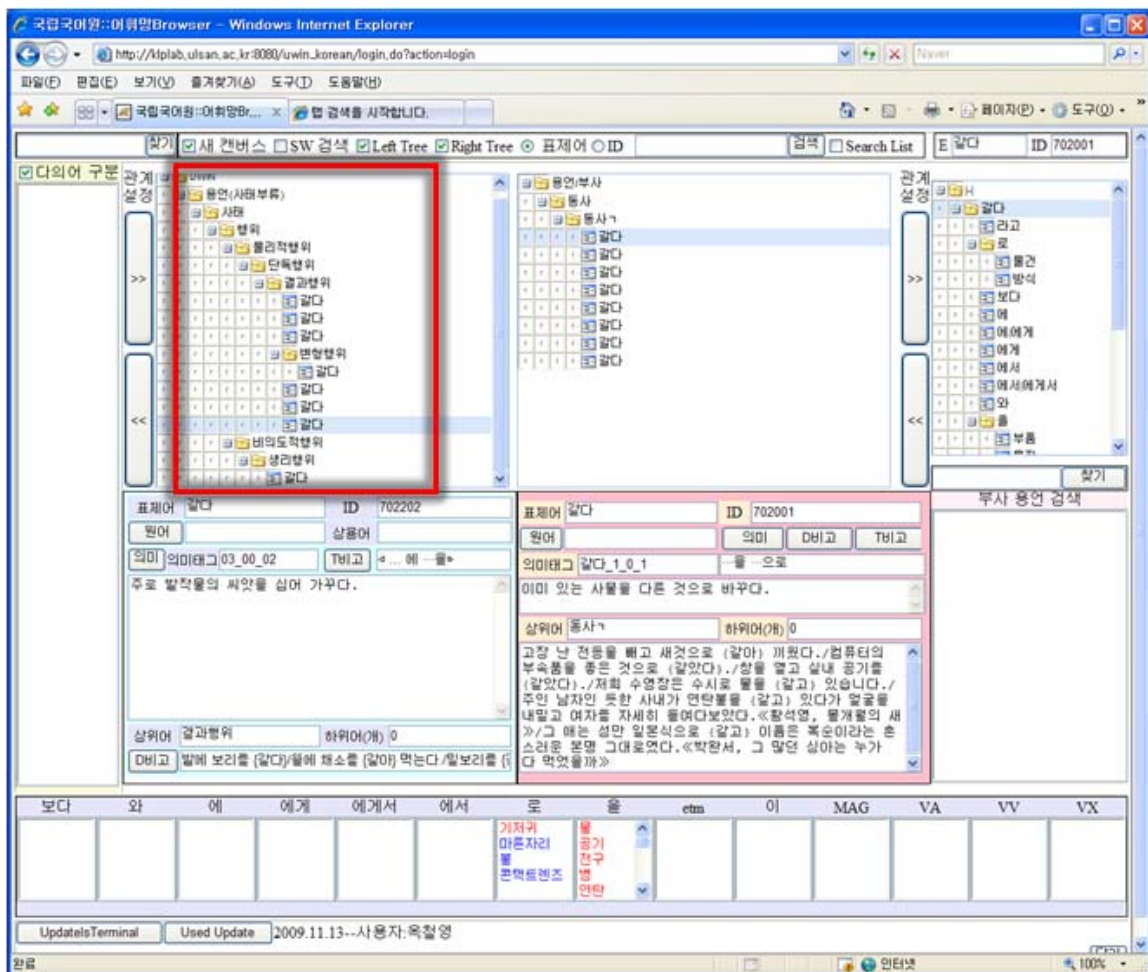 국립국어원::어휘망Browser - Windows Internet Explorer
http://klplab.ulsan.ac.kr:8080/uwin_korean/login.do?action=login
Naver
파일(F) 편집(E) 보기(V) 즐겨찾기(A) 도구(T) 도움말(H)
국립국어원::어휘망Br... 탭 검색을 시작합니다. 페이지(P) 도구(O)
찾기 새 캔버스 SW 검색 Left Tree Right Tree 표제어 ID 검색 Search List E 갈다 ID 702001
다의어 구분
관계설정
>>
<<
용언(사태부류)
사태
행위
물리적행위
단독행위
결과행위
갈다
갈다
갈다
변형행위
갈다
갈다
갈다
갈다
비의도적행위
생리행위
갈다
용언/부사
동사
동사ㄱ
갈다
갈다
갈다
갈다
갈다
갈다
갈다
갈다
관계설정
>>
<<
ㅂ
갈다
라고
로
물건
방식
보다
에
에,에게
에게
에서
에서,에게서
와
을
부품
찾기
부사 용언 검색
표제어 갈다 ID 702202
원어 상용어
의미 의미태그 03_00_02 T비고 < ... 에 …을>
주로 밭작물의 씨앗을 심어 가꾸다.
상위어 결과행위 하위어(개) 0
D비고 밭에 보리를 {갈다}/뜰에 채소를 {갈아} 먹는다./밀보리를
표제어 갈다 ID 702001
원어 의미 D비고 T비고
의미태그 갈다_1_0_1 …을 …으로
이미 있는 사물을 다른 것으로 바꾸다.
상위어 동사ㄱ 하위어(개) 0
고장 난 전등을 빼고 새것으로 {갈아} 끼웠다./컴퓨터의
부속품을 좋은 것으로 {갈았다}./창을 열고 실내 공기를
{갈았다}./저희 수영장은 수시로 물을 {갈고} 있습니다./
주인 남자인 듯한 사내가 연탄불을 {갈고} 있다가 얼굴을
내밀고 여자를 자세히 들여다보았다.≪황석영, 몰개월의 새
≫/그 애는 성만 일본식으로 {갈고} 이름은 복순이라는 촌
스러운 본명 그대로였다.≪박완서, 그 많던 싱아는 누가
다 먹었을까≫
보다 와 에 에게 에게서 에서 로 을 etm 이 MAG VA VV VX
기저귀
마른자리
불
콘택트렌즈
물
공기
전구
병
연탄
UpdateIsTerminal Used Update 2009.11.13--사용자:옥철영
완료 인터넷 100%